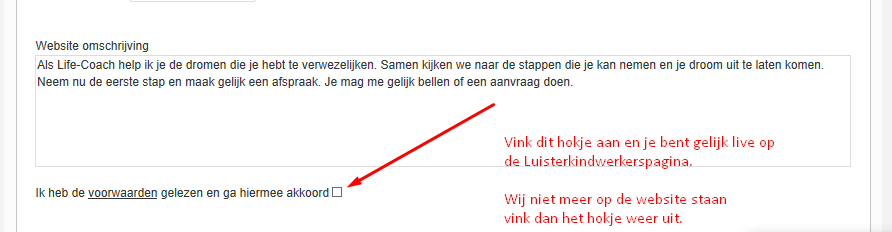 Website omschrijving
Als Life-Coach help ik je de dromen die je hebt te verwezelijken. Samen kijken we naar de stappen die je kan nemen en je droom uit te laten komen.
Neem nu de eerste stap en maak gelijk een afspraak. Je mag me gelijk bellen of een aanvraag doen.
Vink dit hokje aan en je bent gelijk live op
de Luisterkindwerkerspagina.
Ik heb de voorwaarden gelezen en ga hiermee akkoord
Wij niet meer op de website staan
vink dan het hokje weer uit.